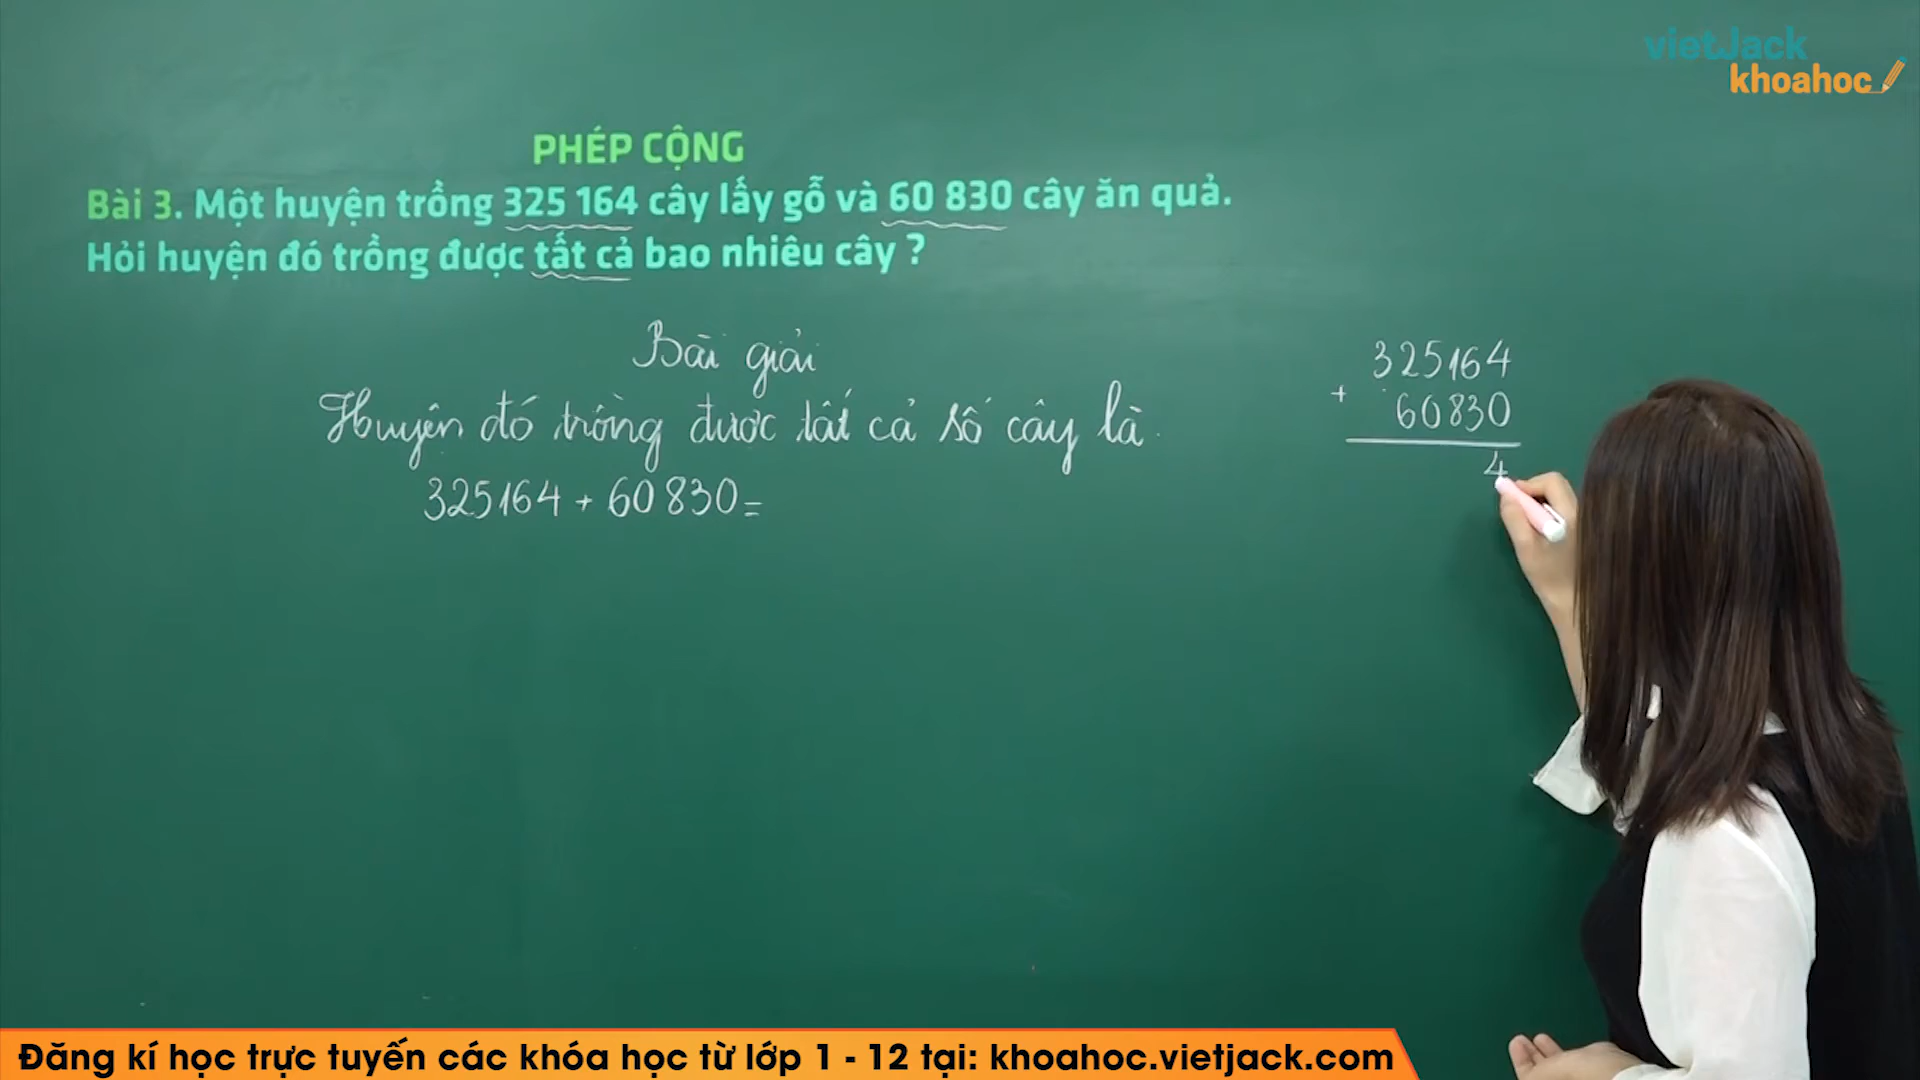 vietJack
khoahoc
PHÉP CỘNG
Bài 3. Một huyện trồng 325 164 cây lấy gỗ và 60 830 cây ăn quả.
Hỏi huyện đó trồng được tất cả bao nhiêu cây ?
Bài giải
Huyện đó trồng được tất cả số cây là
325164 + 60830 =
325164
+
60830
4
Đăng kí học trực tuyến các khóa học từ lớp 1 - 12 tại: khoahoc.vietjack.com